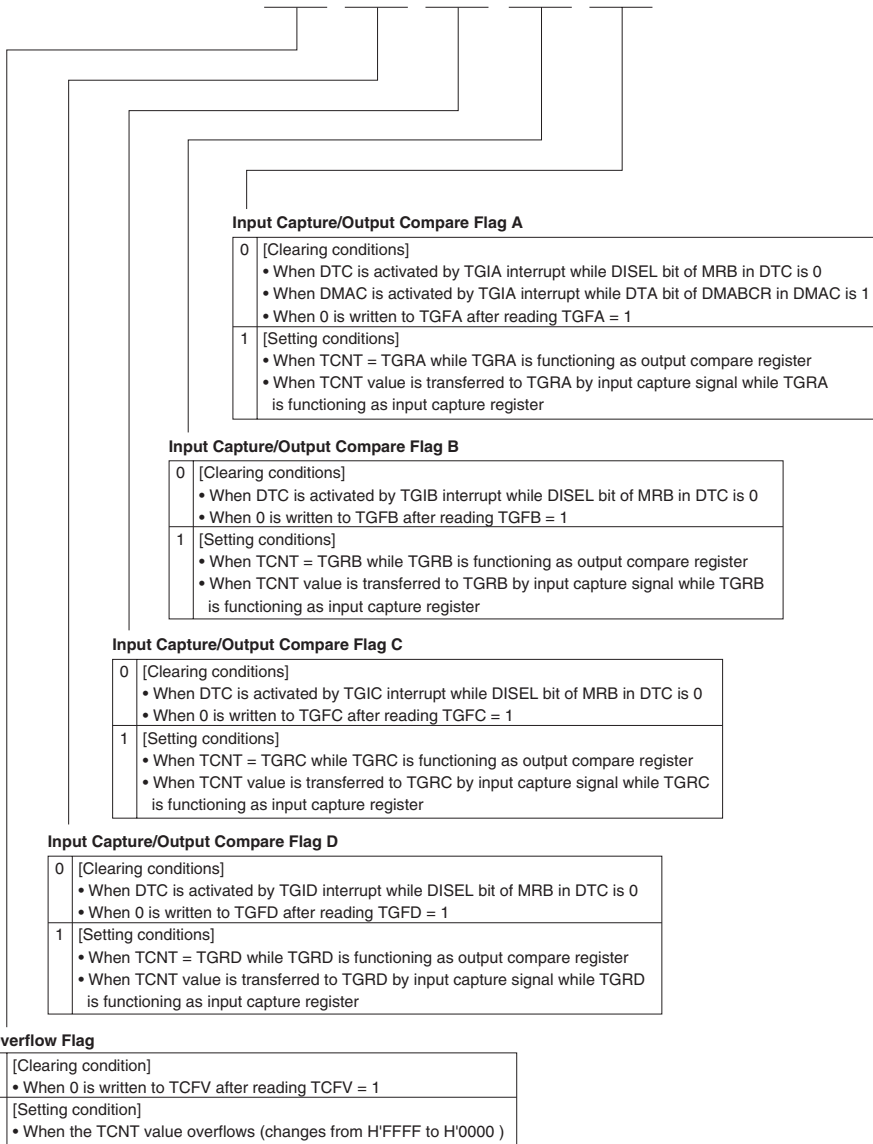 Input Capture/Output Compare Flag A
0 [Clearing conditions]
• When DTC is activated by TGIA interrupt while DISEL bit of MRB in DTC is 0
• When DMAC is activated by TGIA interrupt while DTA bit of DMABCR in DMAC is 1
• When 0 is written to TGFA after reading TGFA = 1
1 [Setting conditions]
• When TCNT = TGRA while TGRA is functioning as output compare register
• When TCNT value is transferred to TGRA by input capture signal while TGRA
is functioning as input capture register
Input Capture/Output Compare Flag B
0 [Clearing conditions]
• When DTC is activated by TGIB interrupt while DISEL bit of MRB in DTC is 0
• When 0 is written to TGFB after reading TGFB = 1
1 [Setting conditions]
• When TCNT = TGRB while TGRB is functioning as output compare register
• When TCNT value is transferred to TGRB by input capture signal while TGRB
is functioning as input capture register
Input Capture/Output Compare Flag C
0 [Clearing conditions]
• When DTC is activated by TGIC interrupt while DISEL bit of MRB in DTC is 0
• When 0 is written to TGFC after reading TGFC = 1
1 [Setting conditions]
• When TCNT = TGRC while TGRC is functioning as output compare register
• When TCNT value is transferred to TGRC by input capture signal while TGRC
is functioning as input capture register
Input Capture/Output Compare Flag D
0 [Clearing conditions]
• When DTC is activated by TGID interrupt while DISEL bit of MRB in DTC is 0
• When 0 is written to TGFD after reading TGFD = 1
1 [Setting conditions]
• When TCNT = TGRD while TGRD is functioning as output compare register
• When TCNT value is transferred to TGRD by input capture signal while TGRD
is functioning as input capture register
verflow Flag
[Clearing condition]
• When 0 is written to TCFV after reading TCFV = 1
[Setting condition]
• When the TCNT value overflows (changes from H'FFFF to H'0000 )